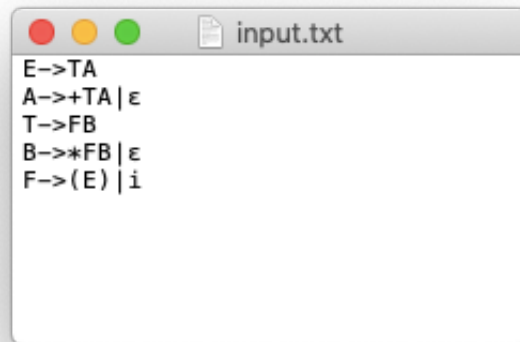 input.txt
E->TA
A->+TA|ε
T->FB
B->*FB|ε
F->(E)|i